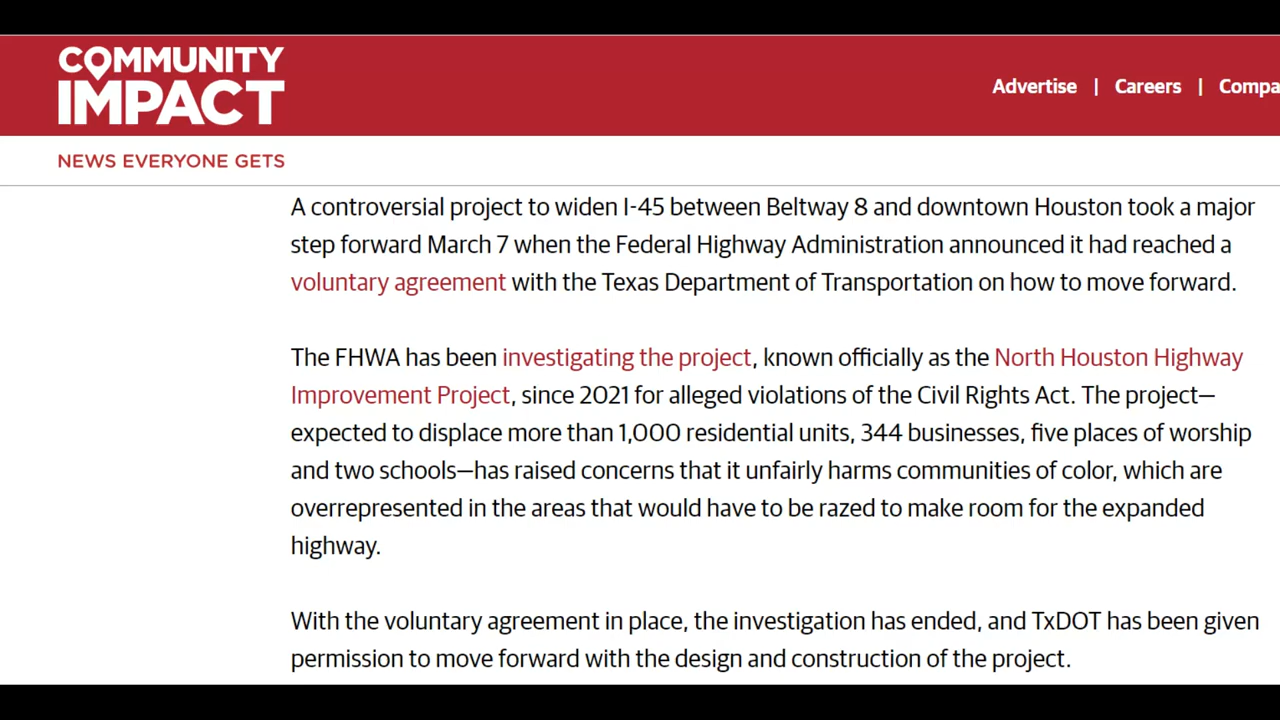 COMMUNITY
IMPACT
Advertise | Careers | Compa
NEWS EVERYONE GETS
A controversial project to widen I-45 between Beltway 8 and downtown Houston took a major
step forward March 7 when the Federal Highway Administration announced it had reached a
voluntary agreement with the Texas Department of Transportation on how to move forward.
The FHWA has been investigating the project, known officially as the North Houston Highway
Improvement Project, since 2021 for alleged violations of the Civil Rights Act. The project—
expected to displace more than 1,000 residential units, 344 businesses, five places of worship
and two schools—has raised concerns that it unfairly harms communities of color, which are
overrepresented in the areas that would have to be razed to make room for the expanded
highway.
With the voluntary agreement in place, the investigation has ended, and TxDOT has been given
permission to move forward with the design and construction of the project.